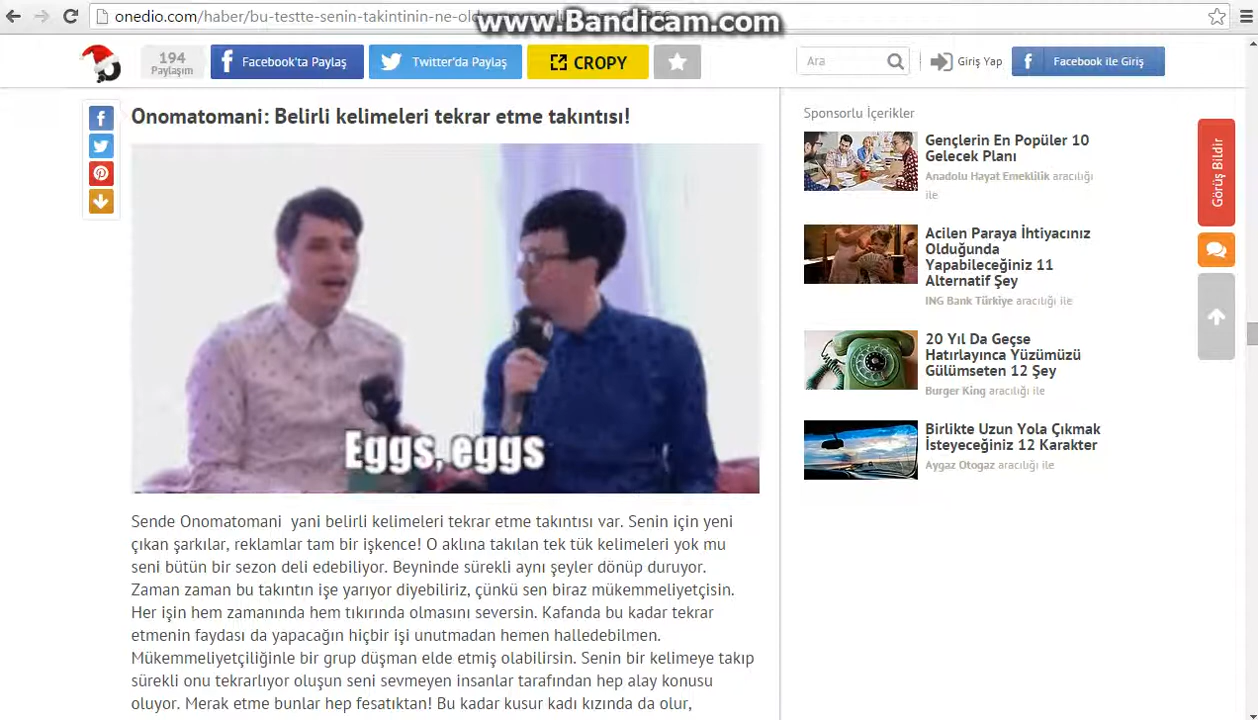 onedio.com/haber/bu-testte-senin-takintinin-ne-old
www.Bandicam.com
194
Paylaşım
Facebook'ta Paylaş
Twitter'da Paylaş
CROPY
Ara
Giriş Yap
Facebook ile Giriş
Onomatomani: Belirli kelimeleri tekrar etme takıntısı!
Eggs, eggs
Sende Onomatomani yani belirli kelimeleri tekrar etme takıntısı var. Senin için yeni
çıkan şarkılar, reklamlar tam bir işkence! O aklına takılan tek tük kelimeleri yok mu
seni bütün bir sezon deli edebiliyor. Beyninde sürekli aynı şeyler dönüp duruyor.
Zaman zaman bu takıntın işe yarıyor diyebiliriz, çünkü sen biraz mükemmeliyetçisin.
Her işin hem zamanında hem tıkırında olmasını seversin. Kafanda bu kadar tekrar
etmenin faydası da yapacağın hiçbir işi unutmadan hemen halledebilmen.
Mükemmeliyetçiliğinle bir grup düşman elde etmiş olabilirsin. Senin bir kelimeye takıp
sürekli onu tekrarlıyor oluşun seni sevmeyen insanlar tarafından hep alay konusu
oluyor. Merak etme bunlar hep fesatıktan! Bu kadar kusur kadı kızında da olur,
Sponsorlu İçerikler
Gençlerin En Popüler 10
Gelecek Planı
Anadolu Hayat Emeklilik aracılığı
ile
Acilen Paraya İhtiyacınız
Olduğunda
Yapabileceğiniz 11
Alternatif Şey
ING Bank Türkiye aracılığı ile
20 Yıl Da Geçse
Hatırlayınca Yüzümüzü
Gülümseten 12 Şey
Burger King aracılığı ile
Birlikte Uzun Yola Çıkmak
İsteyeceğiniz 12 Karakter
Aygaz Otogaz aracılığı ile
Görüş Bildir